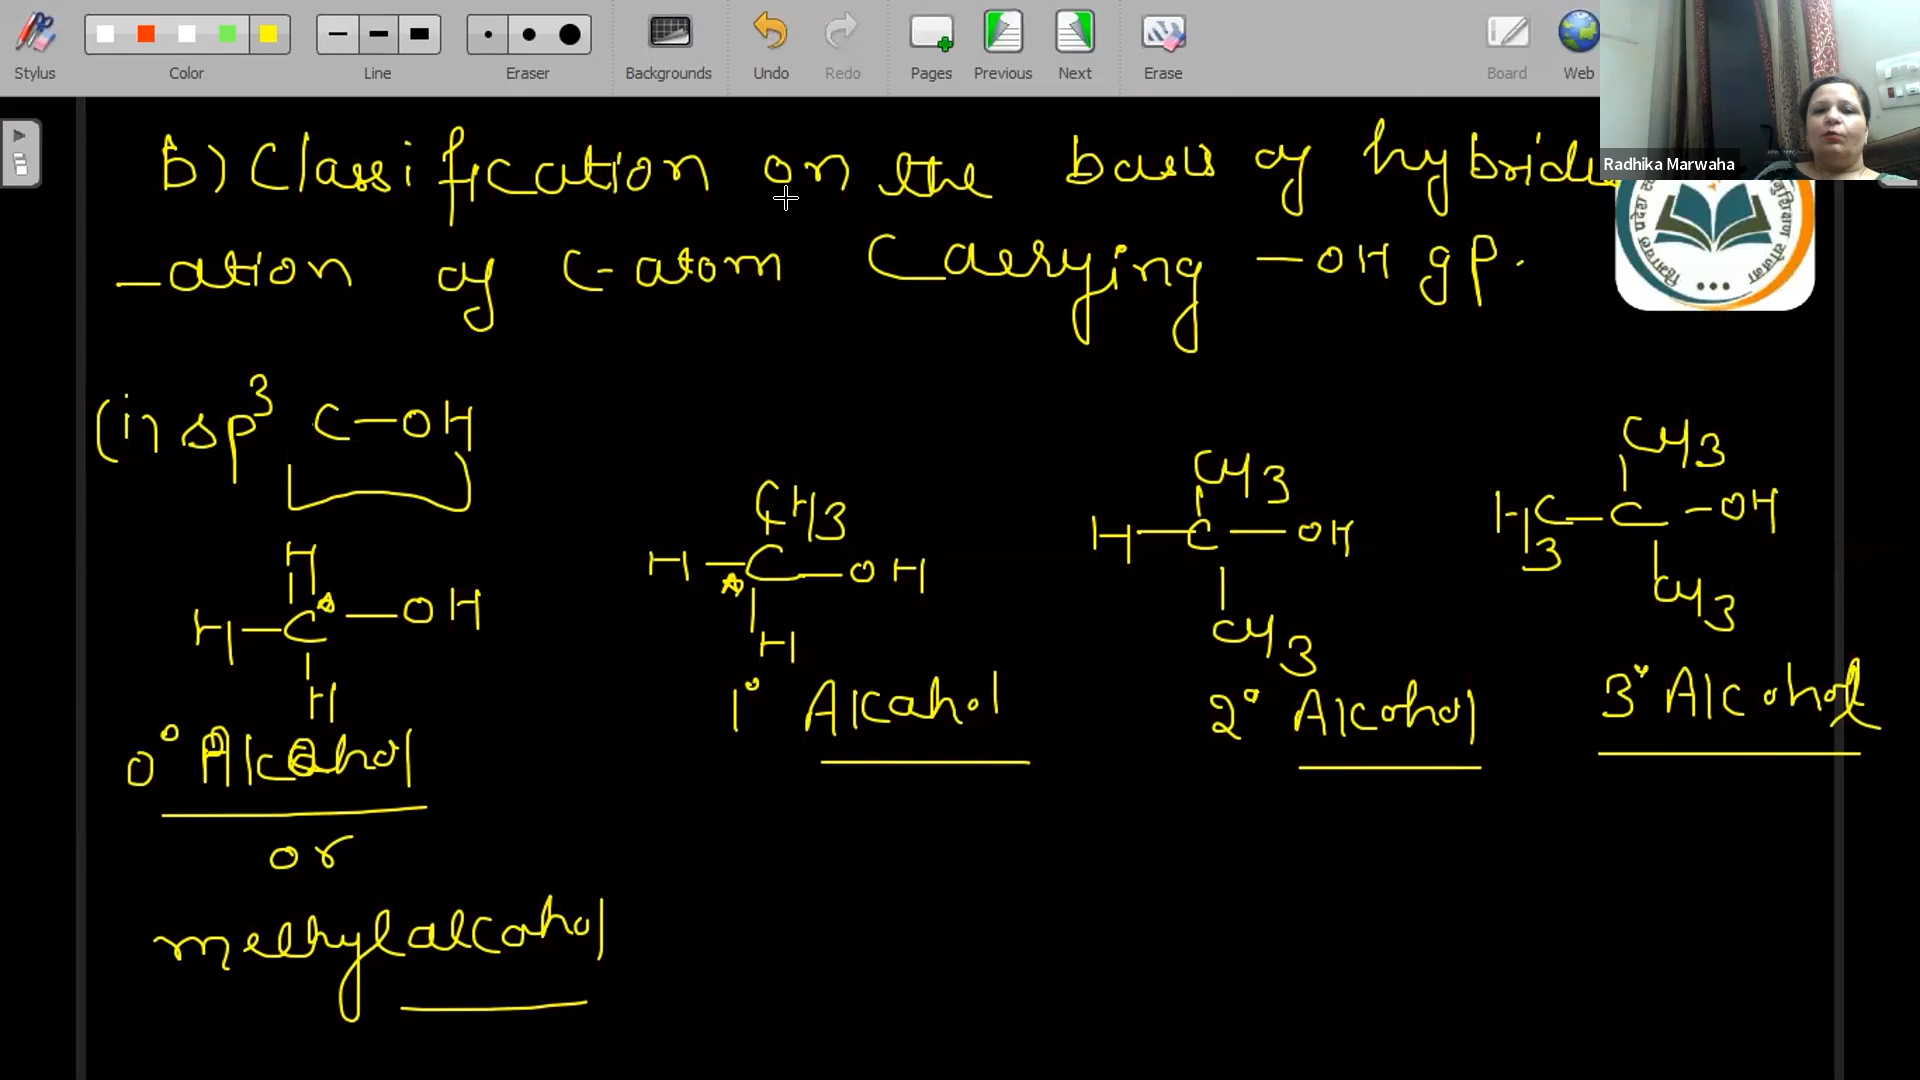 Stylus Color Line Eraser Backgrounds Undo Redo Pages Previous Next Erase Board Web
Radhika Marwaha
b) Classification on the basis of hybridis
-ation of C-atom Carrying -OH gp.
(i) sp³ C-OH
H
H-C-OH
H
0° Alcohol
or
methyl alcohol
CH3
H-C-OH
H
1° Alcahol
CH3
H-C-OH
CH3
2° Alcohol
CH3
H3C-C-OH
CH3
3° Alcohol